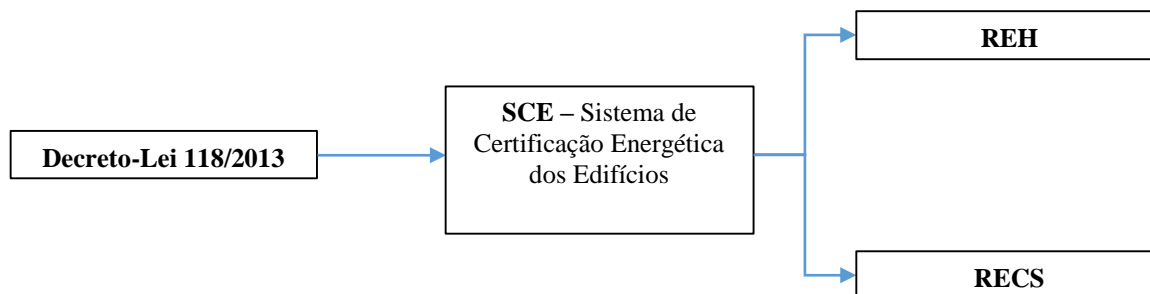 Decreto-Lei 118/2013
SCE – Sistema de
Certificação Energética
dos Edifícios
REH
RECS